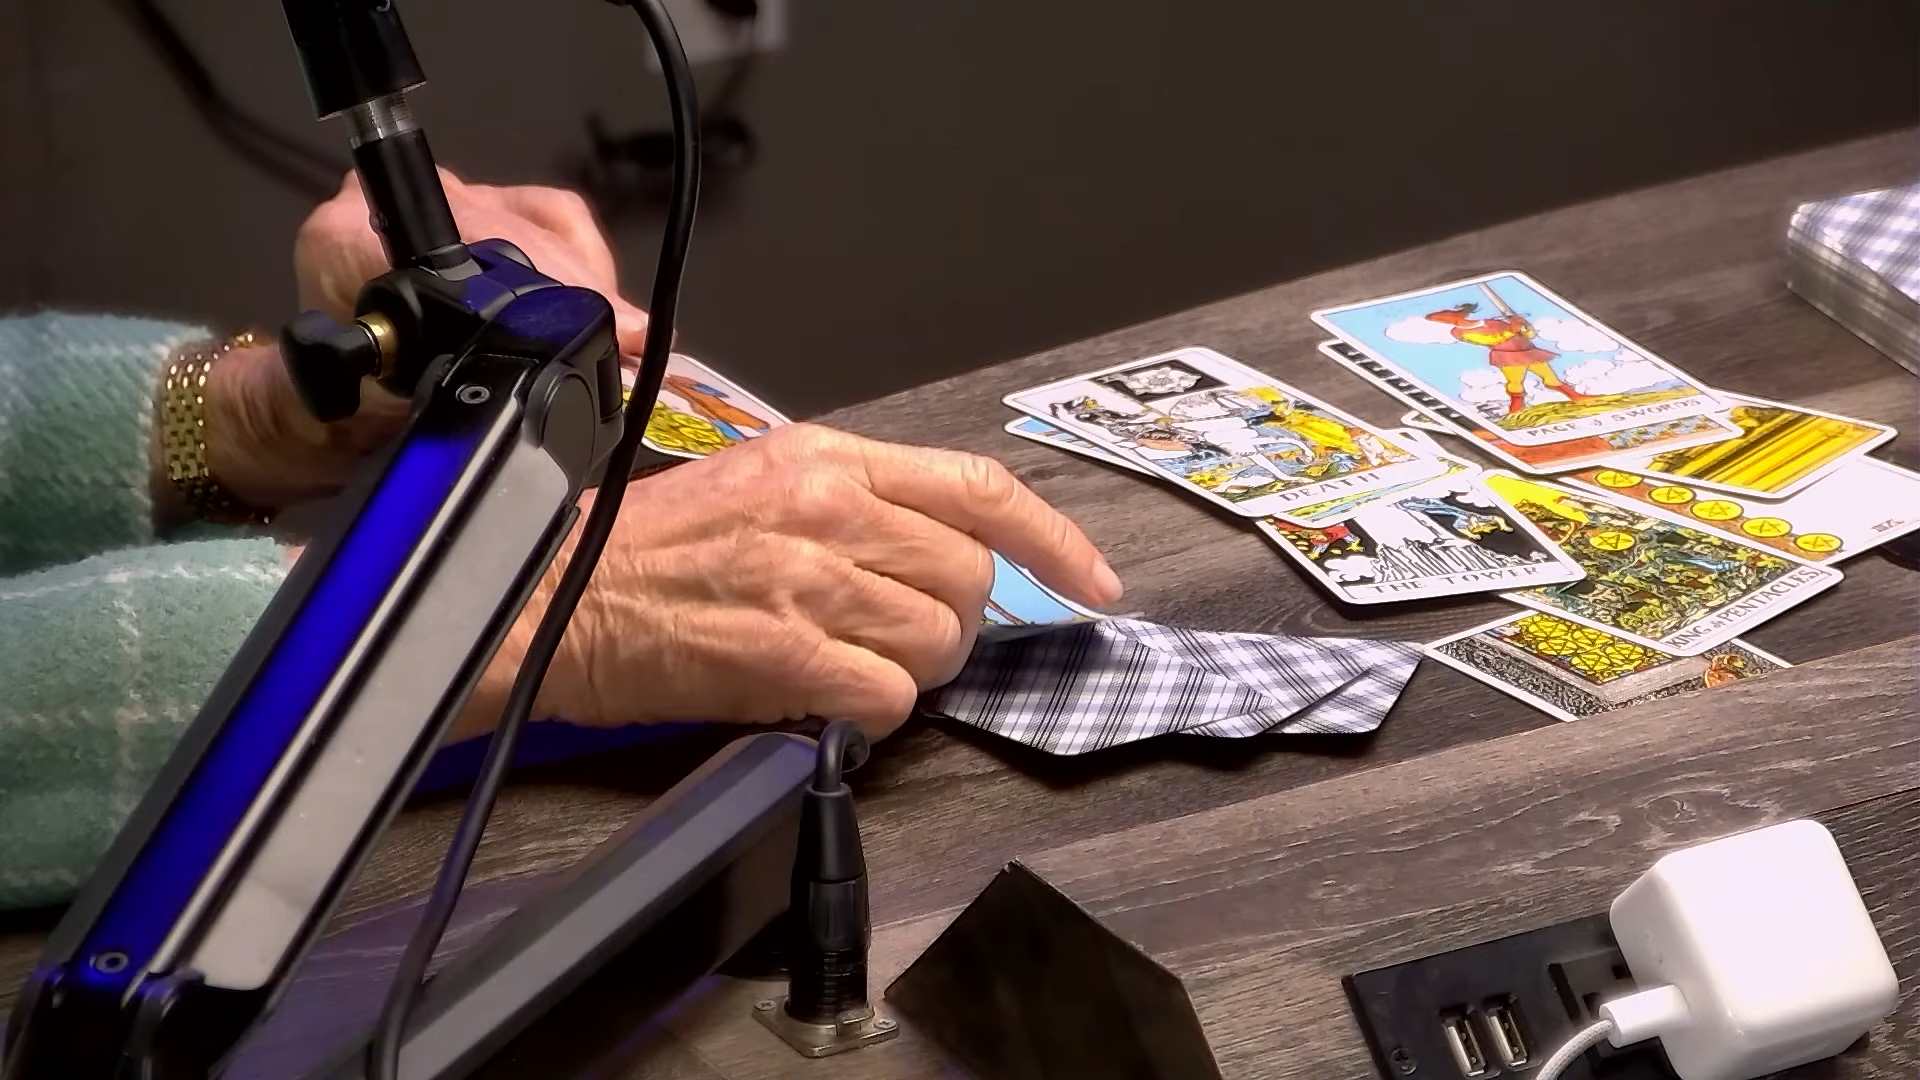 DEATH
PAGE of SWORDS
THE TOWER
KING of PENTACLES